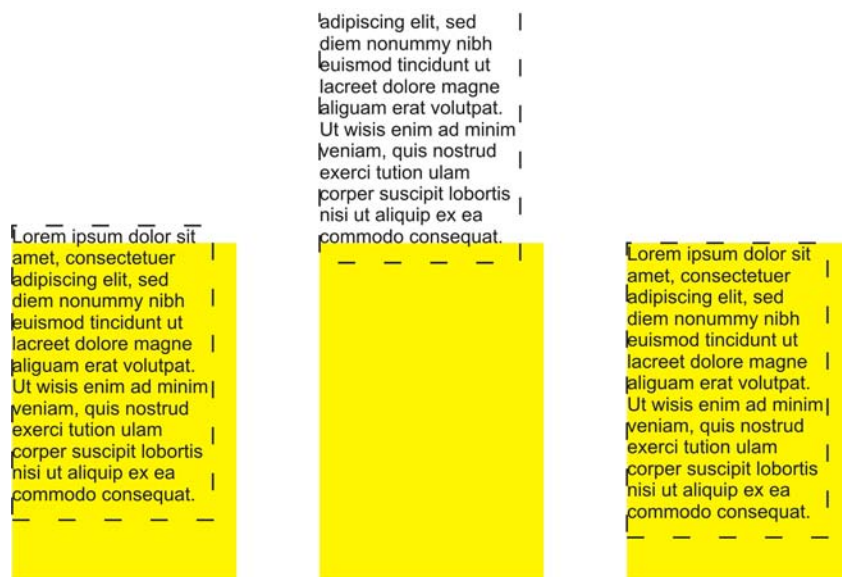 Lorem ipsum dolor sit
amet, consectetuer
adipiscing elit, sed
diem nonummy nibh
euismod tincidunt ut
lacreet dolore magne
aliguam erat volutpat.
Ut wisis enim ad minim
veniam, quis nostrud
exerci tution ulam
corper suscipit lobortis
nisi ut aliquip ex ea
commodo consequat.
adipiscing elit, sed
diem nonummy nibh
euismod tincidunt ut
lacreet dolore magne
aliguam erat volutpat.
Ut wisis enim ad minim
veniam, quis nostrud
exerci tution ulam
corper suscipit lobortis
nisi ut aliquip ex ea
commodo consequat.
Lorem ipsum dolor sit
amet, consectetuer
adipiscing elit, sed
diem nonummy nibh
euismod tincidunt ut
lacreet dolore magne
aliguam erat volutpat.
Ut wisis enim ad minim
veniam, quis nostrud
exerci tution ulam
corper suscipit lobortis
nisi ut aliquip ex ea
commodo consequat.